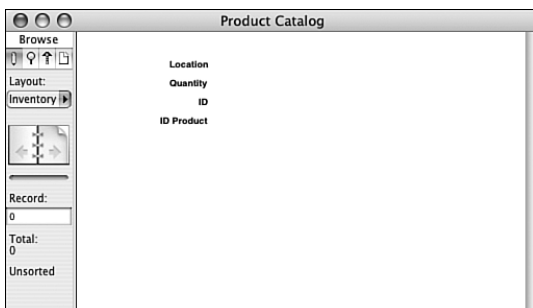 Product Catalog
Browse
Layout:
Inventory
Record:
0
Total:
0
Unsorted
Location
Quantity
ID
ID Product